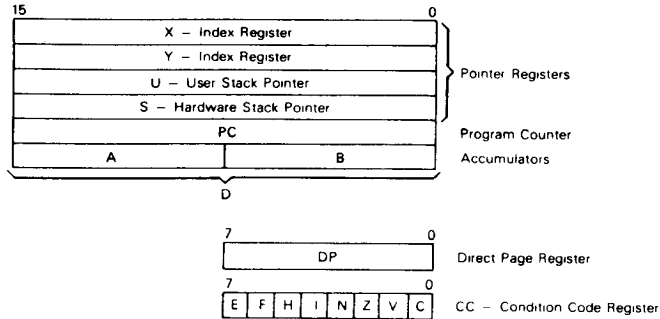 15 0
X – Index Register
Y – Index Register
U – User Stack Pointer
S – Hardware Stack Pointer
Pointer Registers
PC
Program Counter
A B
Accumulators
D
7 0
DP
Direct Page Register
7 0
E F H I N Z V C
CC – Condition Code Register